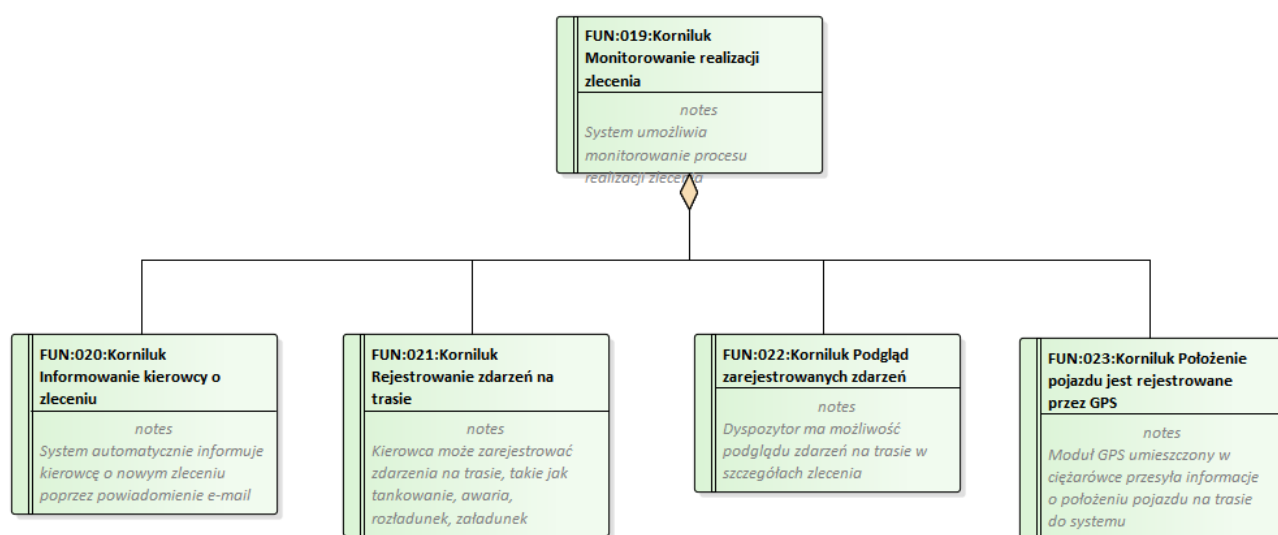 FUN:019:Korniluk
Monitorowanie realizacji
zlecenia
notes
System umożliwia
monitorowanie procesu
realizacji zlecenia
FUN:020:Korniluk
Informowanie kierowcy o
zleceniu
notes
System automatycznie informuje
kierowcę o nowym zleceniu
poprzez powiadomienie e-mail
FUN:021:Korniluk
Rejestrowanie zdarzeń na
trasie
notes
Kierowca może zarejestrować
zdarzenia na trasie, takie jak
tankowanie, awaria,
rozładunek, załadunek
FUN:022:Korniluk Podgląd
zarejestrowanych zdarzeń
notes
Dyspozytor ma możliwość
podglądu zdarzeń na trasie w
szczegółach zlecenia
FUN:023:Korniluk Położenie
pojazdu jest rejestrowane
przez GPS
notes
Moduł GPS umieszczony w
ciężarówce przesyła informacje
o położeniu pojazdu na trasie
do systemu